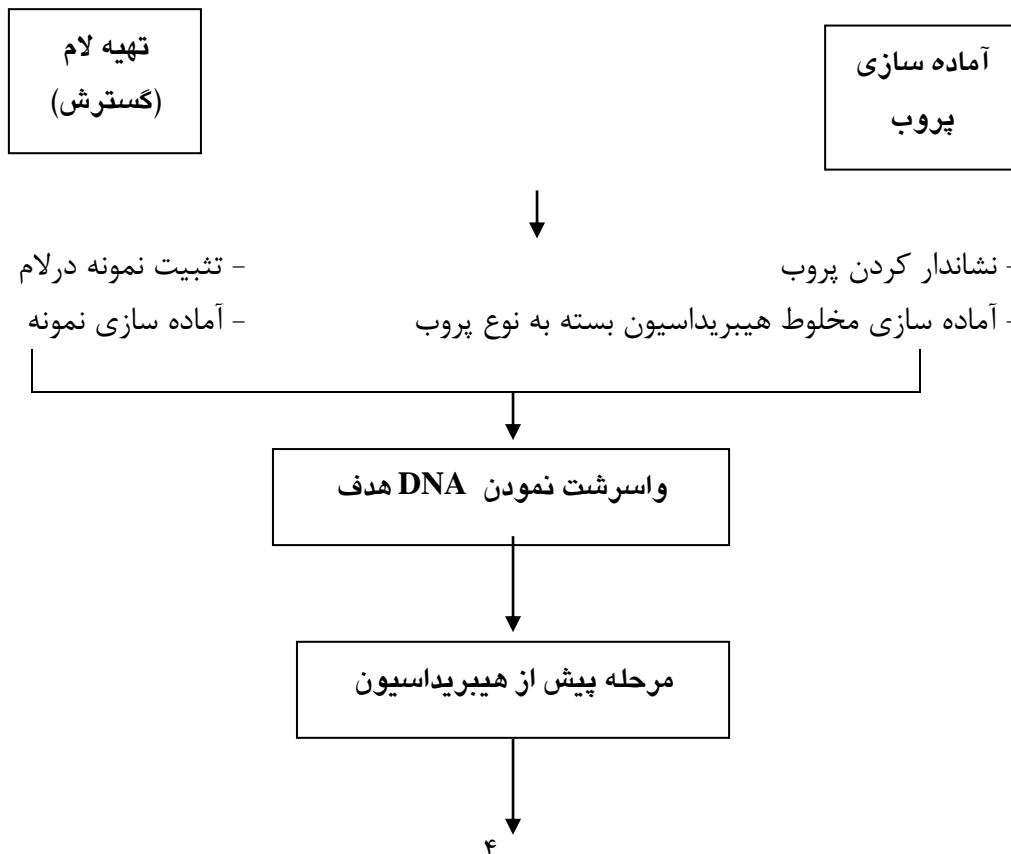 آماده سازی
پروب
تهیه لام
(گسترش)
- نشاندار کردن پروب
- آماده سازی مخلوط هیبریداسیون بسته به نوع پروب
- تثبیت نمونه درلام
- آماده سازی نمونه
واسرشت نمودن DNA هدف
مرحله پیش از هیبریداسیون
۴